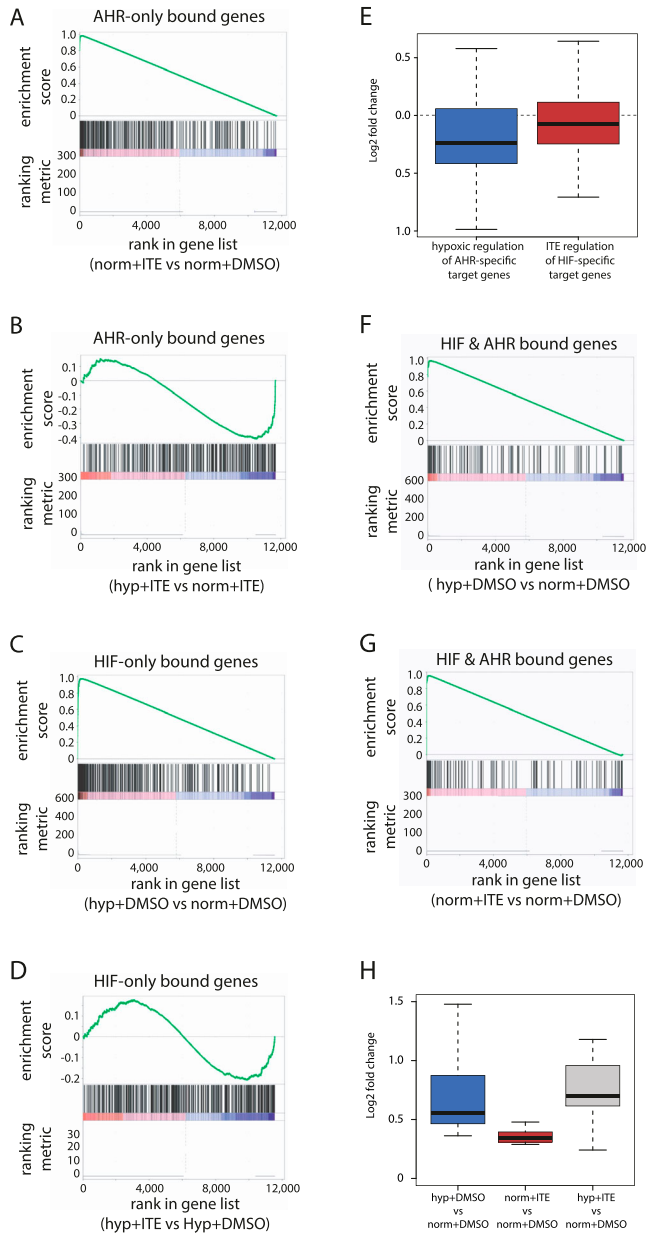 A
AHR-only bound genes
enrichment
score
1.0
0.8
0.6
0.4
0.2
0
ranking
metric
300
200
100
0
0 4,000 8,000 12,000
rank in gene list
(norm+ITE vs norm+DMSO)
B
AHR-only bound genes
enrichment
score
0.1
0
-0.1
-0.2
-0.3
-0.4
ranking
metric
300
200
100
0
0 4,000 8,000 12,000
rank in gene list
(hyp+ITE vs norm+ITE)
C
HIF-only bound genes
enrichment
score
1.0
0.8
0.6
0.4
0.2
0
ranking
metric
600
400
200
0
0 4,000 8,000 12,000
rank in gene list
(hyp+DMSO vs norm+DMSO)
D
HIF-only bound genes
enrichment
score
0.1
0
-0.1
-0.2
ranking
metric
30
20
10
0
0 4,000 8,000 12,000
rank in gene list
(hyp+ITE vs Hyp+DMSO)
E
Log2 fold change
0.5
0.0
0.5
1.0
hypoxic regulation
of AHR-specific
target genes
ITE regulation
of HIF-specific
target genes
F
HIF & AHR bound genes
enrichment
score
1.0
0.8
0.6
0.4
0.2
0
ranking
metric
600
400
200
0
0 4,000 8,000 12,000
rank in gene list
( hyp+DMSO vs norm+DMSO
G
HIF & AHR bound genes
enrichment
score
1.0
0.8
0.6
0.4
0.2
0
ranking
metric
300
200
100
0
0 4,000 8,000 12,000
rank in gene list
(norm+ITE vs norm+DMSO)
H
Log2 fold change
1.5
1.0
0.5
0
hyp+DMSO
vs
norm+DMSO
norm+ITE
vs
norm+DMSO
hyp+ITE
vs
norm+DMSO